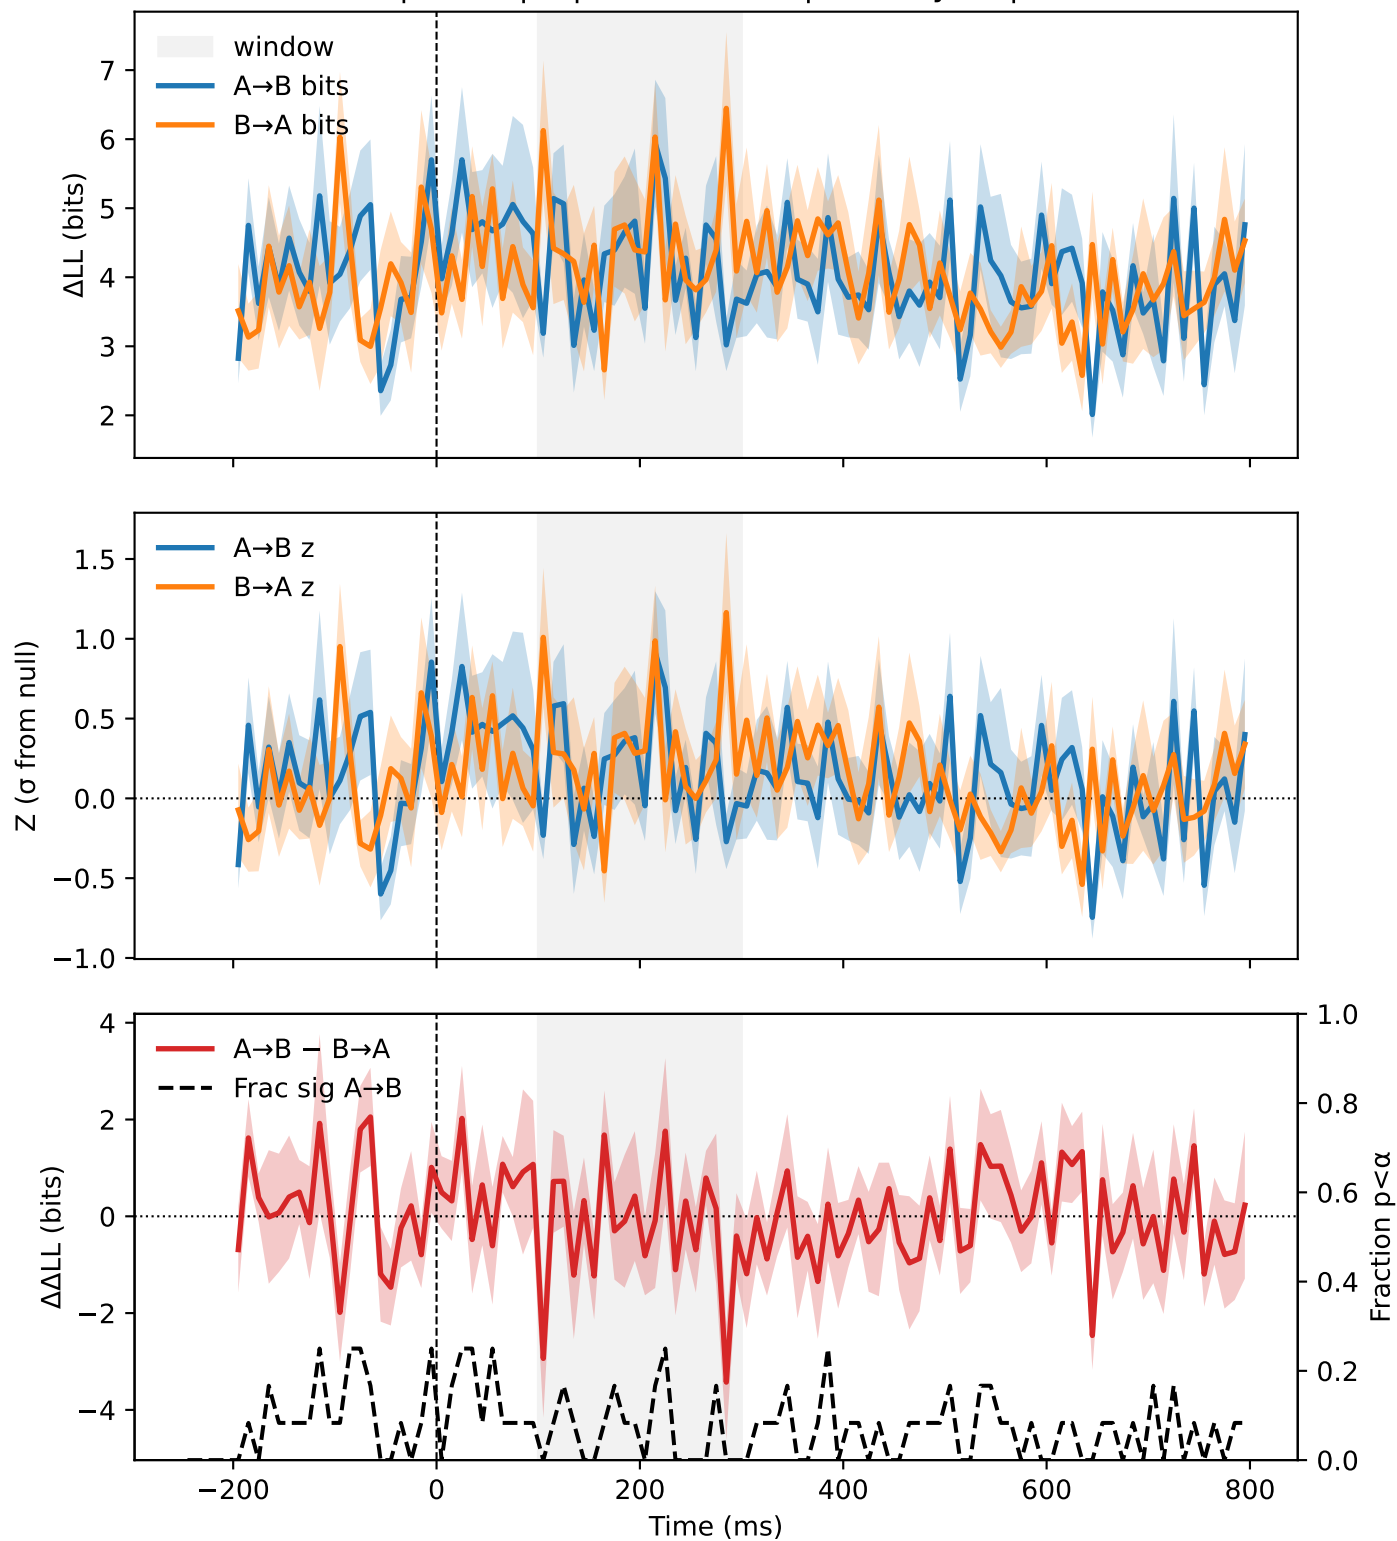 window
A→B bits
B→A bits
7
6
5
4
3
2
ΔLL (bits)
A→B z
B→A z
1.5
1.0
0.5
0.0
−0.5
−1.0
Z (σ from null)
A→B − B→A
Frac sig A→B
4
2
0
−2
−4
ΔΔLL (bits)
1.0
0.8
0.6
0.4
0.2
0.0
Fraction p<α
−200 0 200 400 600 800
Time (ms)